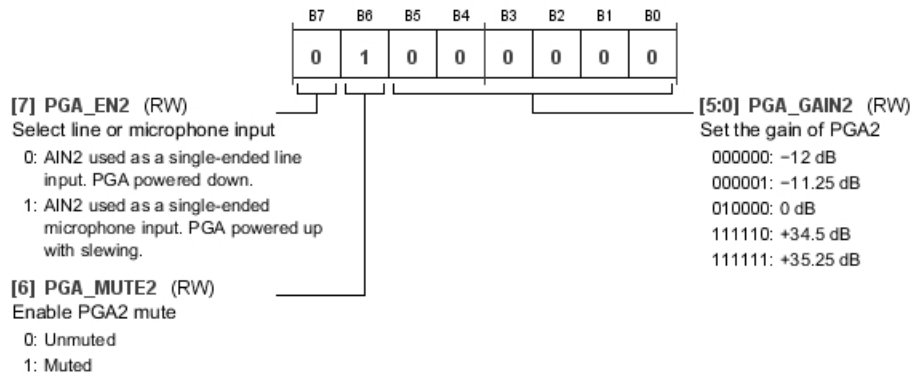 B7 B6 B5 B4 B3 B2 B1 B0
0 1 0 0 0 0 0 0
[7] PGA_EN2 (RW)
Select line or microphone input
0: AIN2 used as a single-ended line
input. PGA powered down.
1: AIN2 used as a single-ended
microphone input. PGA powered up
with slewing.
[6] PGA_MUTE2 (RW)
Enable PGA2 mute
0: Unmuted
1: Muted
[5:0] PGA_GAIN2 (RW)
Set the gain of PGA2
000000: −12 dB
000001: −11.25 dB
010000: 0 dB
111110: +34.5 dB
111111: +35.25 dB